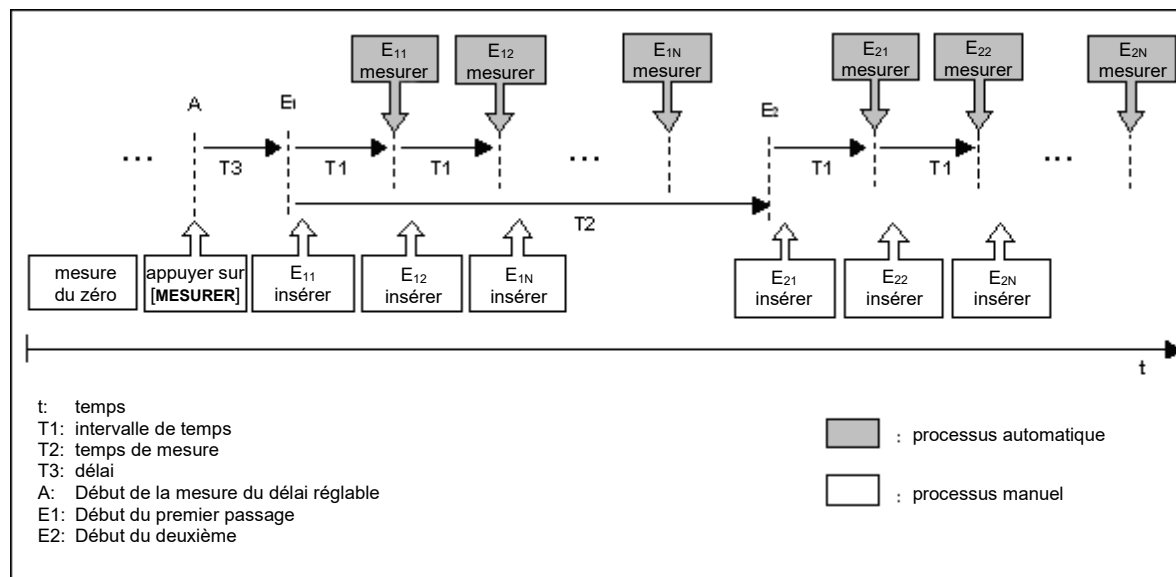 E11 mesurer
E12 mesurer
E1N mesurer
E21 mesurer
E22 mesurer
E2N mesurer
A
E1
E2
...
T3
T1
T1
...
T1
T1
...
T2
mesure du zéro
appuyer sur [MESURER]
E11 insérer
E12 insérer
E1N insérer
E21 insérer
E22 insérer
E2N insérer
t
t: temps
T1: intervalle de temps
T2: temps de mesure
T3: délai
A: Début de la mesure du délai réglable
E1: Début du premier passage
E2: Début du deuxième
: processus automatique
: processus manuel